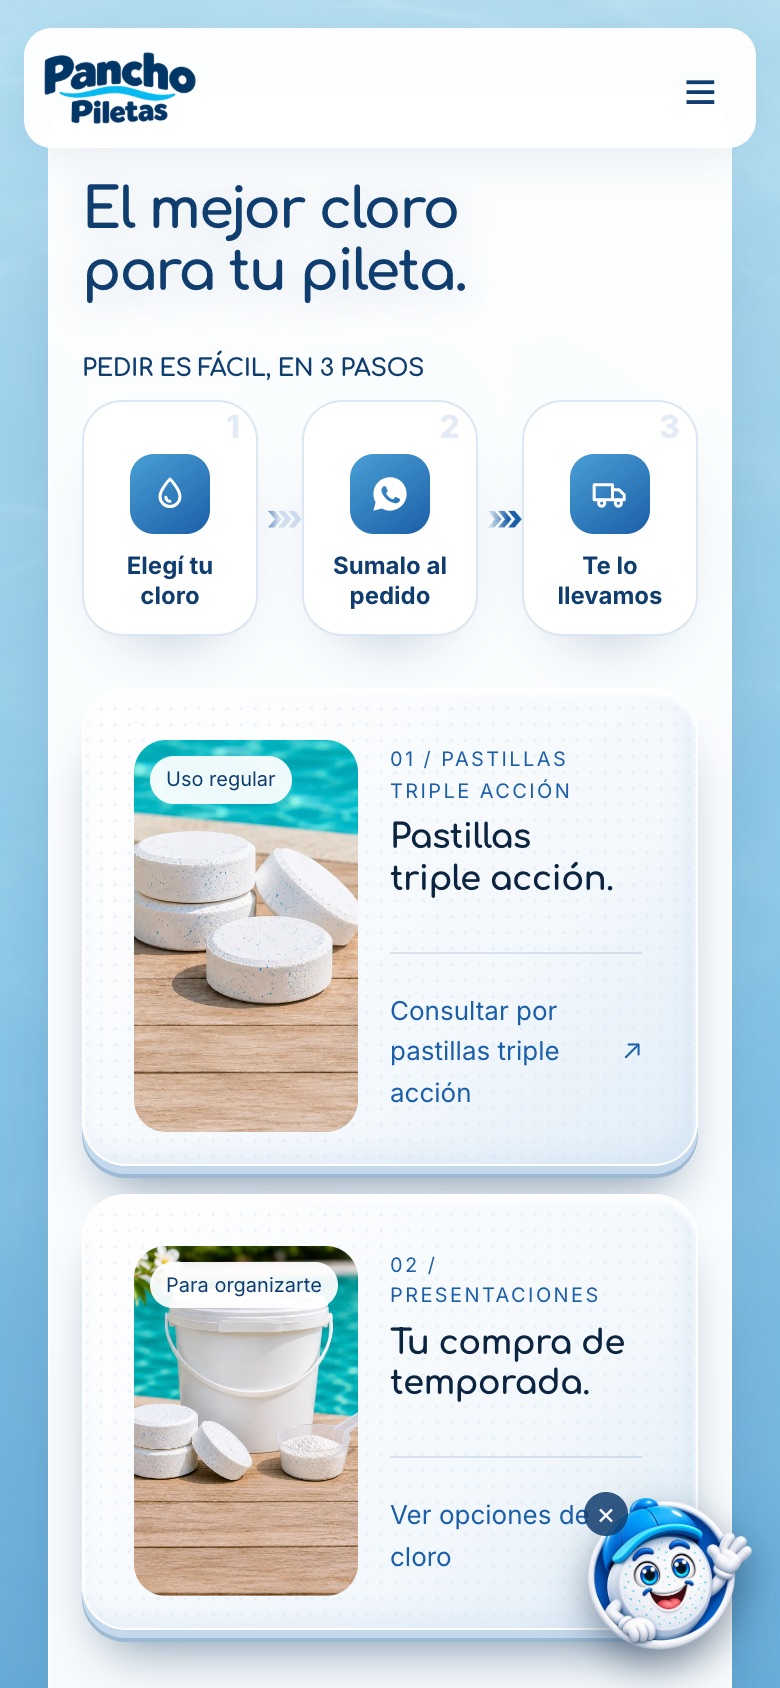 Pancho
Piletas
El mejor cloro
para tu pileta.
PEDIR ES FÁCIL, EN 3 PASOS
1
Elegí tu
cloro
2
Sumalo al
pedido
3
Te lo
llevamos
Uso regular
01 / PASTILLAS
TRIPLE ACCIÓN
Pastillas
triple acción.
Consultar por
pastillas triple
acción
Para organizarte
02 /
PRESENTACIONES
Tu compra de
temporada.
Ver opciones de
cloro